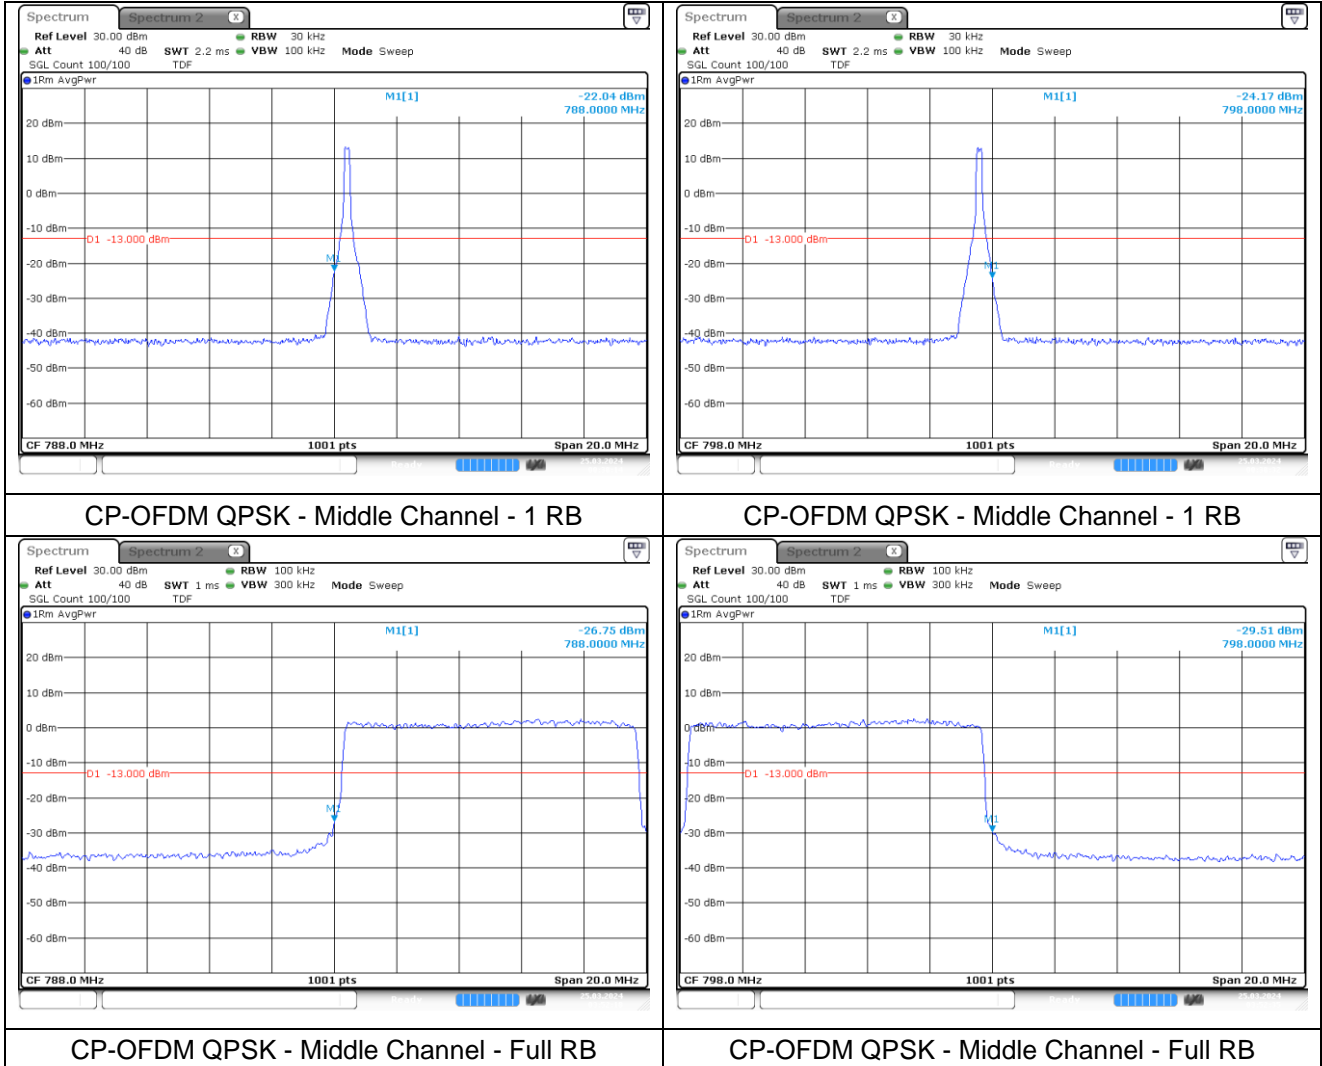 Spectrum Spectrum 2 X
Ref Level 30.00 dBm RBW 30 kHz
Att 40 dB SWT 2.2 ms VBW 100 kHz Mode Sweep
SGL Count 100/100 TDF
1Rm AvgPwr
M1[1] -22.04 dBm
788.0000 MHz
20 dBm
10 dBm
0 dBm
-10 dBm
D1 -13.000 dBm
M1
-20 dBm
-30 dBm
-40 dBm
-50 dBm
-60 dBm
CF 788.0 MHz 1001 pts Span 20.0 MHz
Ready 25.03.2024
CP-OFDM QPSK - Middle Channel - 1 RB
Spectrum Spectrum 2 X
Ref Level 30.00 dBm RBW 30 kHz
Att 40 dB SWT 2.2 ms VBW 100 kHz Mode Sweep
SGL Count 100/100 TDF
1Rm AvgPwr
M1[1] -24.17 dBm
798.0000 MHz
20 dBm
10 dBm
0 dBm
-10 dBm
D1 -13.000 dBm
M1
-20 dBm
-30 dBm
-40 dBm
-50 dBm
-60 dBm
CF 798.0 MHz 1001 pts Span 20.0 MHz
Ready 25.03.2024
CP-OFDM QPSK - Middle Channel - 1 RB
Spectrum Spectrum 2 X
Ref Level 30.00 dBm RBW 100 kHz
Att 40 dB SWT 1 ms VBW 300 kHz Mode Sweep
SGL Count 100/100 TDF
1Rm AvgPwr
M1[1] -26.75 dBm
788.0000 MHz
20 dBm
10 dBm
0 dBm
-10 dBm
D1 -13.000 dBm
-20 dBm
M1
-30 dBm
-40 dBm
-50 dBm
-60 dBm
CF 788.0 MHz 1001 pts Span 20.0 MHz
Ready 25.03.2024
CP-OFDM QPSK - Middle Channel - Full RB
Spectrum Spectrum 2 X
Ref Level 30.00 dBm RBW 100 kHz
Att 40 dB SWT 1 ms VBW 300 kHz Mode Sweep
SGL Count 100/100 TDF
1Rm AvgPwr
M1[1] -29.51 dBm
798.0000 MHz
20 dBm
10 dBm
0 dBm
-10 dBm
D1 -13.000 dBm
-20 dBm
M1
-30 dBm
-40 dBm
-50 dBm
-60 dBm
CF 798.0 MHz 1001 pts Span 20.0 MHz
Ready 25.03.2024
CP-OFDM QPSK - Middle Channel - Full RB